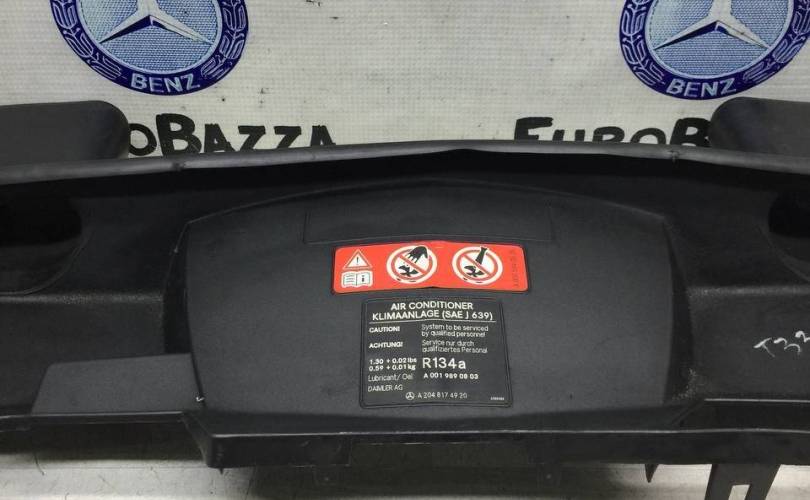 BENZ
BENZ
EUROBAZZA
EUROB
AIR CONDITIONER
KLIMAANLAGE (SAE J 639)
CAUTION! System to be serviced
by qualified personnel
ACHTUNG! Service nur durch
qualifiziertes Personal
1.30 + 0.02 lbs
0.59 + 0.01 kg
R134a
Lubricant/ Oel A 001 989 08 03
DAIMLER AG
A 204 817 49 20